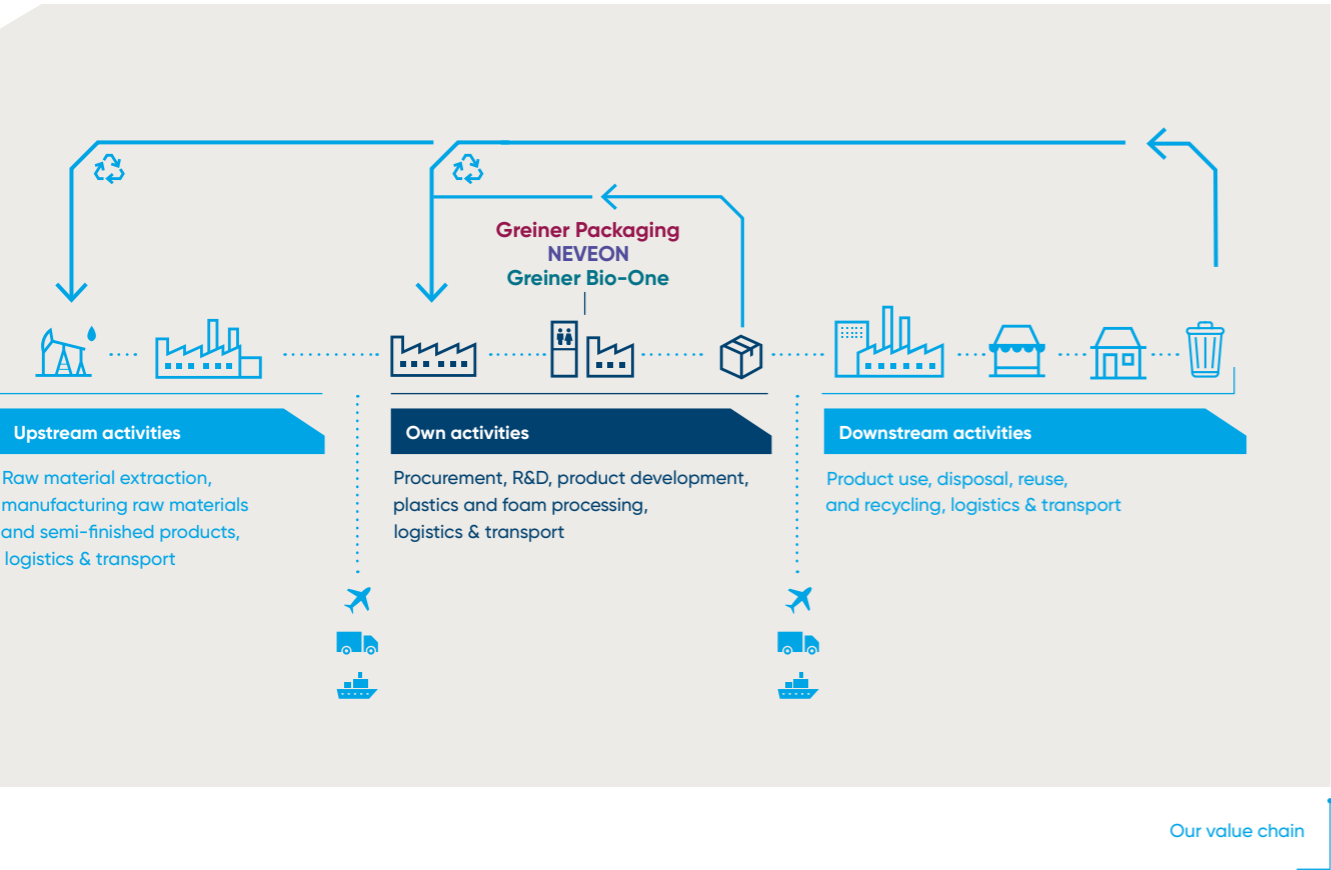 Greiner Packaging
NEVEON
Greiner Bio-One
Upstream activities
Raw material extraction,
manufacturing raw materials
and semi-finished products,
logistics & transport
Own activities
Procurement, R&D, product development,
plastics and foam processing,
logistics & transport
Downstream activities
Product use, disposal, reuse,
and recycling, logistics & transport
Our value chain